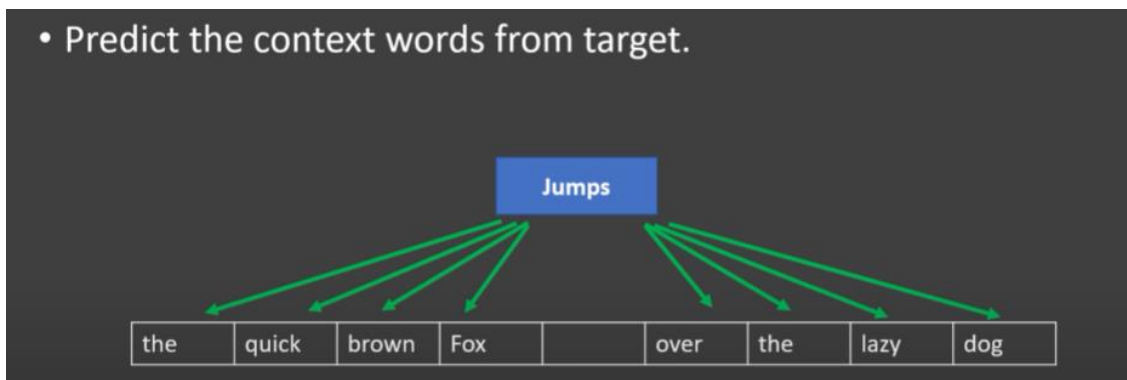 • Predict the context words from target.
Jumps
the quick brown Fox over the lazy dog